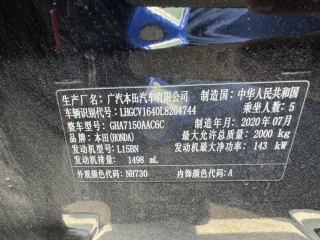 生产厂名: 广汽本田汽车有限公司 制造国: 中华人民共和国
车辆识别代号: LHGCV1640L8204744 乘坐人数: 5
整车型号: GHA7150AAC6C 制造年月: 2020年07月
品牌: 本田(HONDA) 最大允许总质量: 2000 kg
发动机型号: L15BN 发动机最大净功率: 143 kW
发动机排量: 1498 mL
外观颜色代码: NH730 内饰颜色代码: A